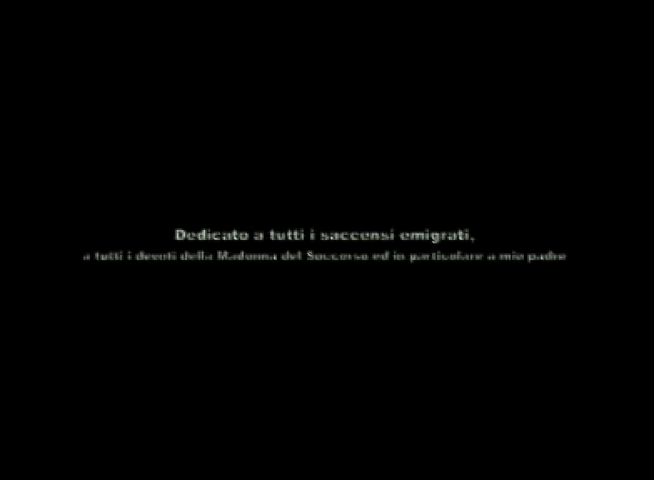 Dedicato a tutti i saccensi emigrati,
a tutti i devoti della Madonna del Soccorso ed in particolare a mio padre